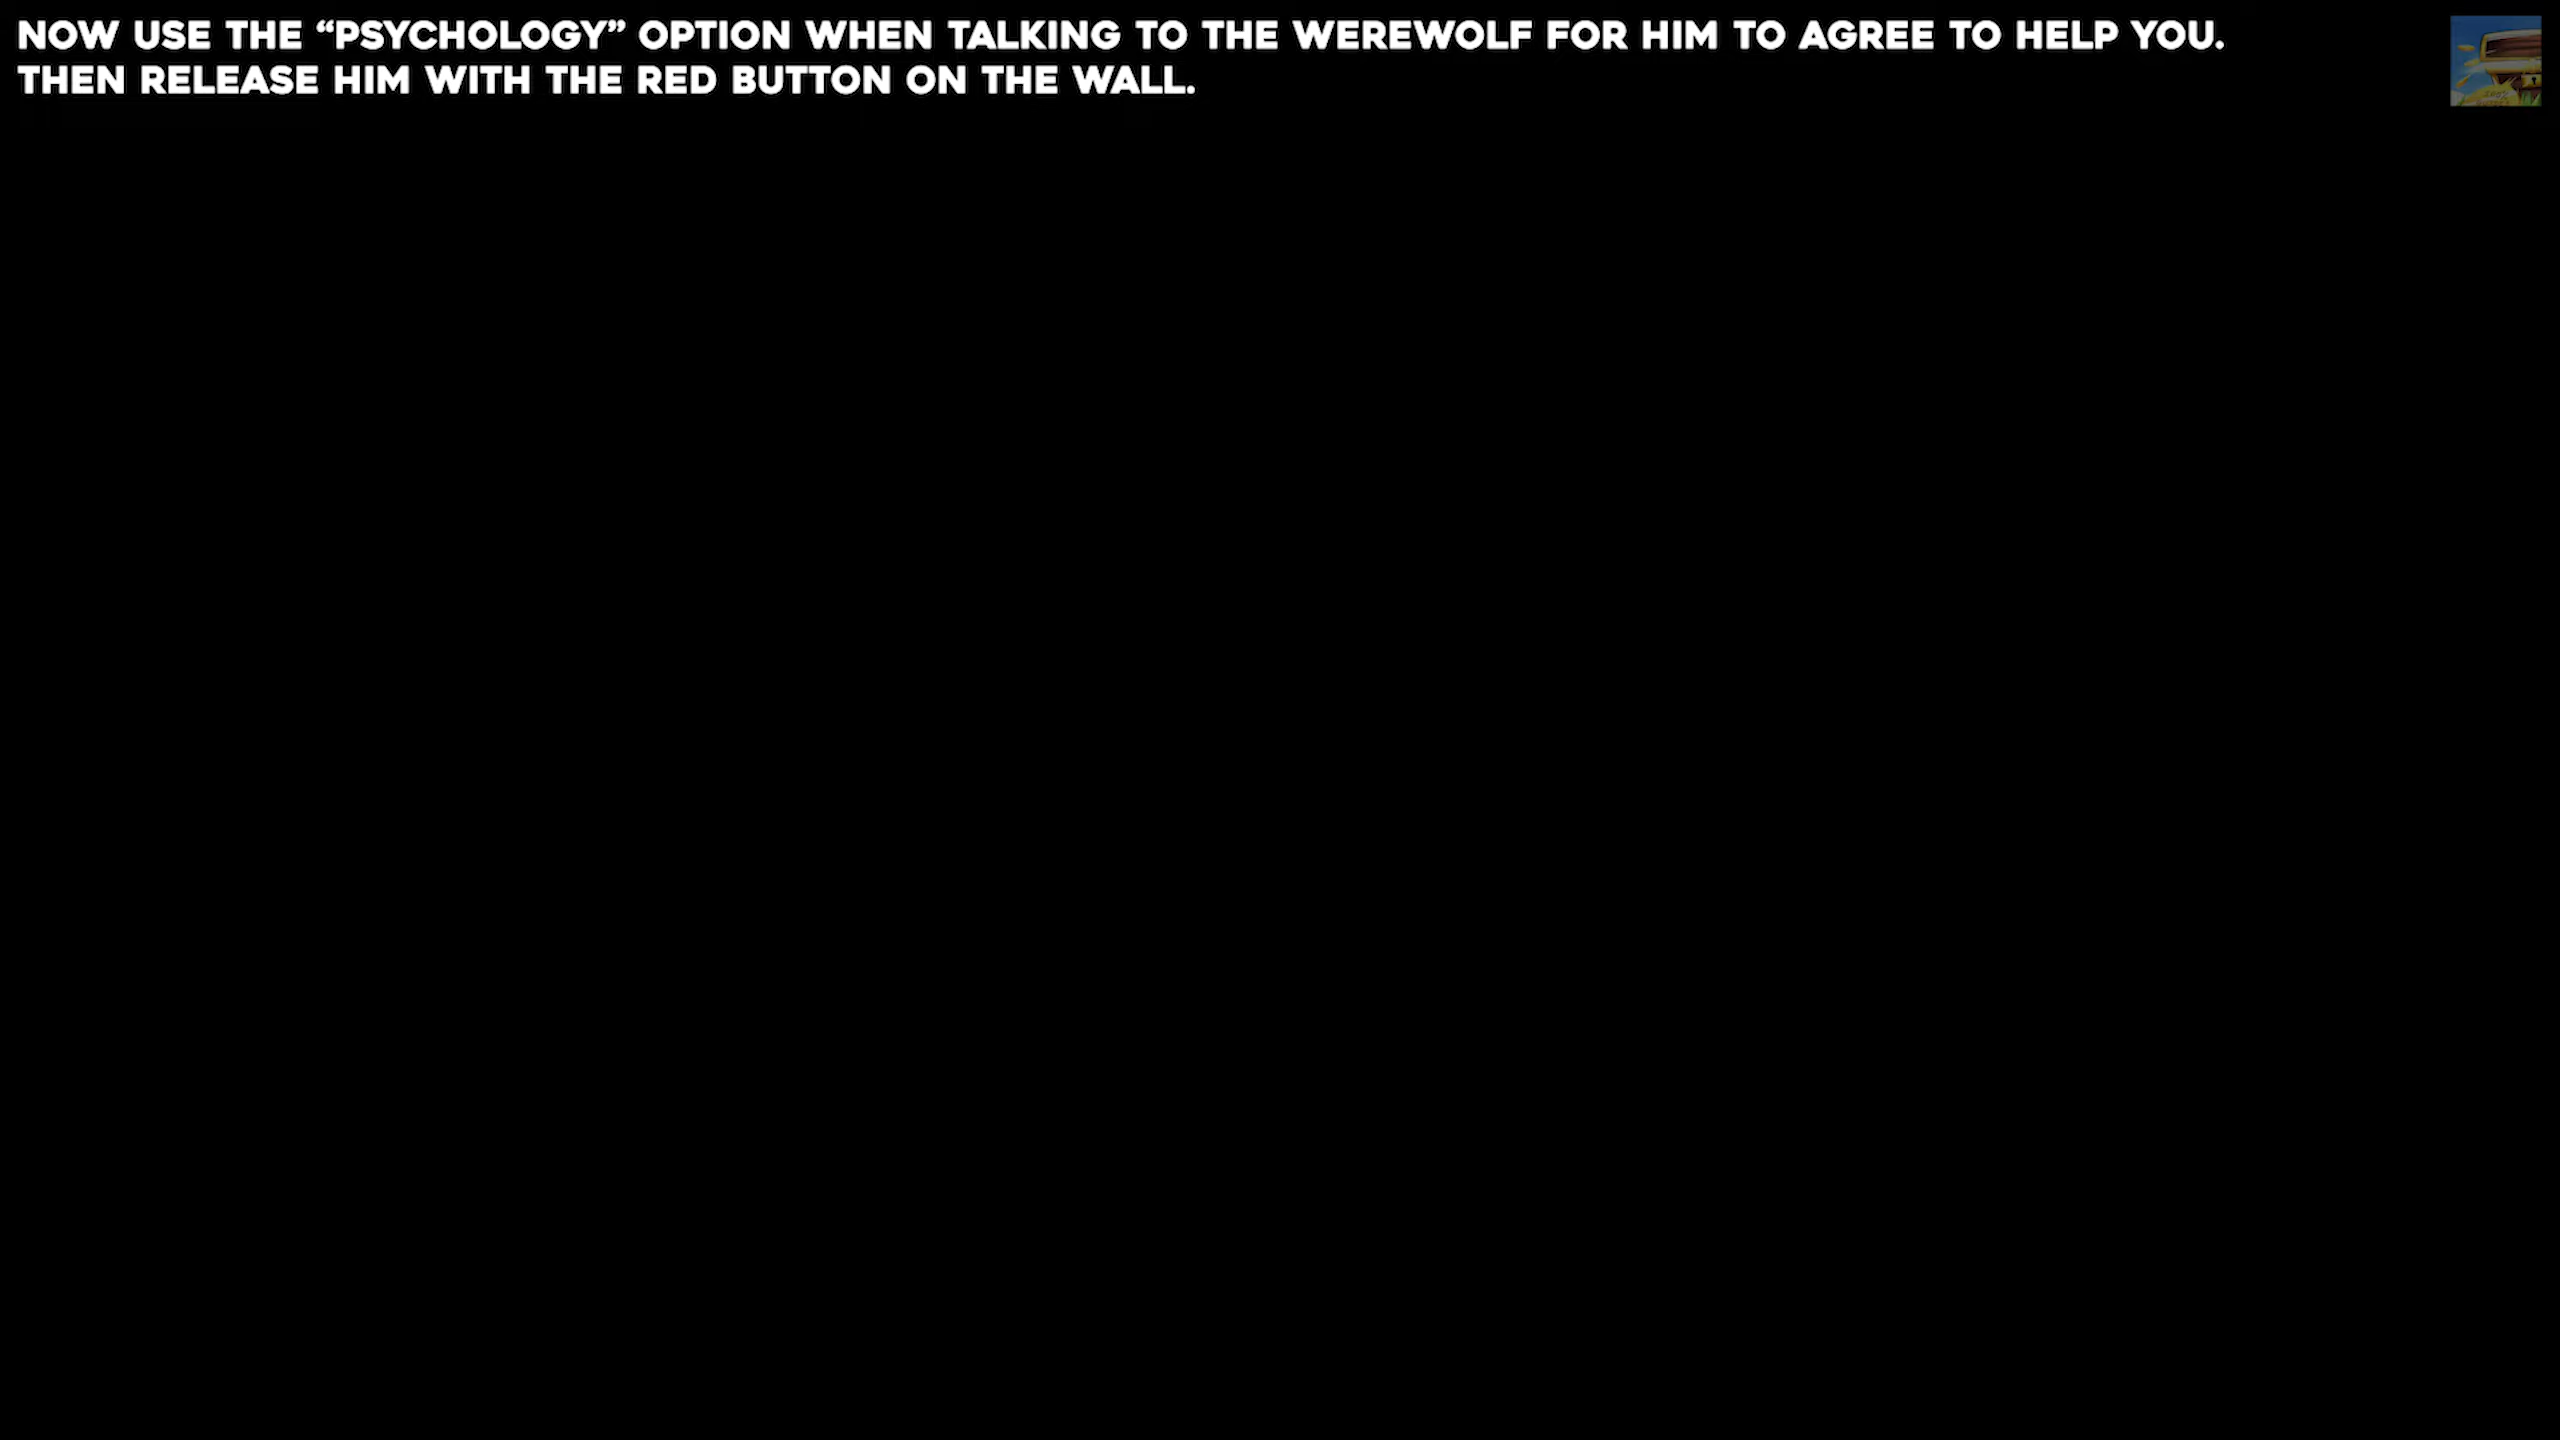 NOW USE THE “PSYCHOLOGY” OPTION WHEN TALKING TO THE WEREWOLF FOR HIM TO AGREE TO HELP YOU.
THEN RELEASE HIM WITH THE RED BUTTON ON THE WALL.